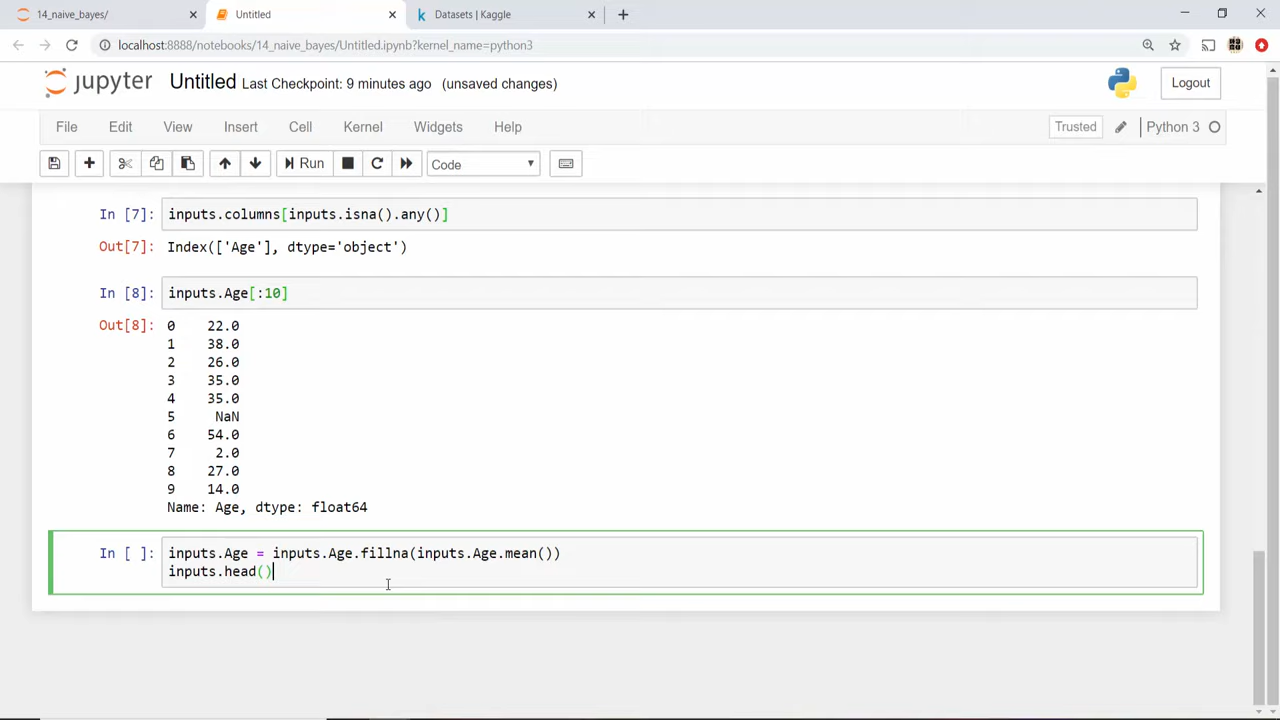 14_naive_bayes/
Untitled
Datasets | Kaggle
localhost:8888/notebooks/14_naive_bayes/Untitled.ipynb?kernel_name=python3
jupyter Untitled Last Checkpoint: 9 minutes ago (unsaved changes)
Logout
File Edit View Insert Cell Kernel Widgets Help
Trusted
Python 3
Run
Code
In [7]: inputs.columns[inputs.isna().any()]
Out[7]: Index(['Age'], dtype='object')
In [8]: inputs.Age[:10]
Out[8]: 0 22.0
1 38.0
2 26.0
3 35.0
4 35.0
5 NaN
6 54.0
7 2.0
8 27.0
9 14.0
Name: Age, dtype: float64
In [ ]: inputs.Age = inputs.Age.fillna(inputs.Age.mean())
inputs.head()